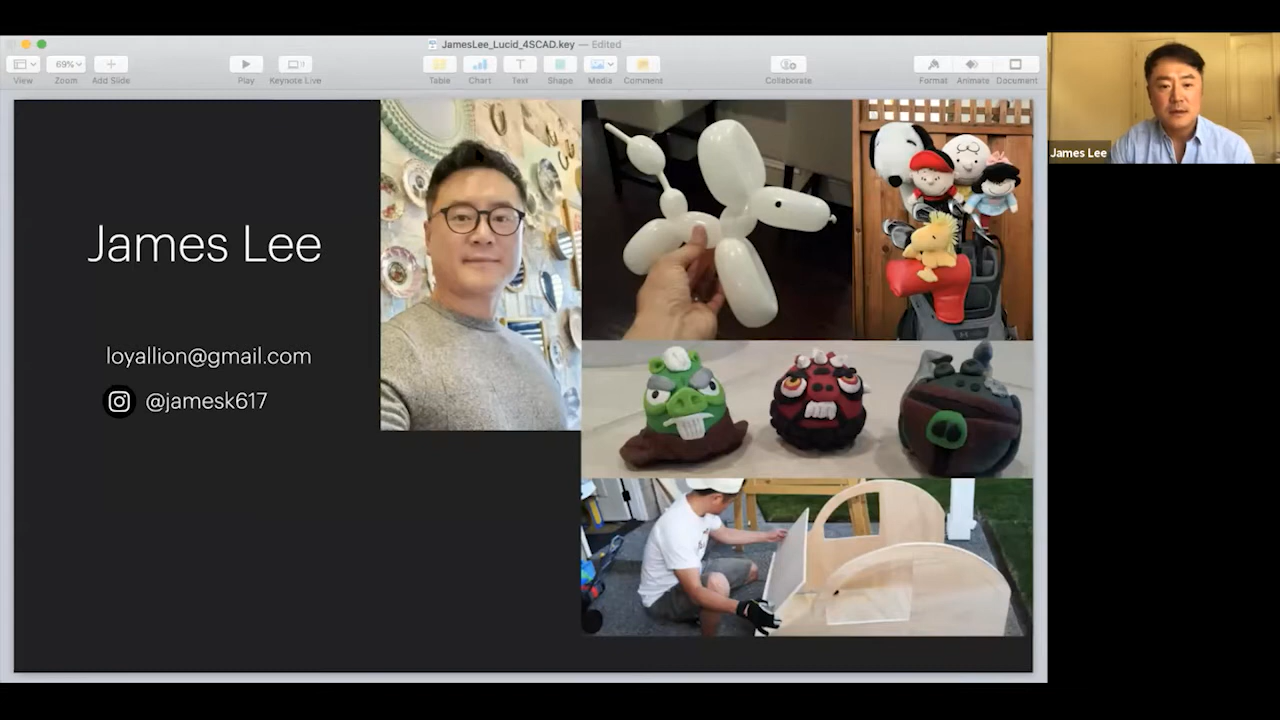 JamesLee_Lucid_4SCAD.key — Edited
69%
View
Zoom
Add Slide
Play
Keynote Live
Table
Chart
Text
Shape
Media
Comment
Collaborate
Format
Animate
Document
James Lee
James Lee
loyallion@gmail.com
@jamesk617